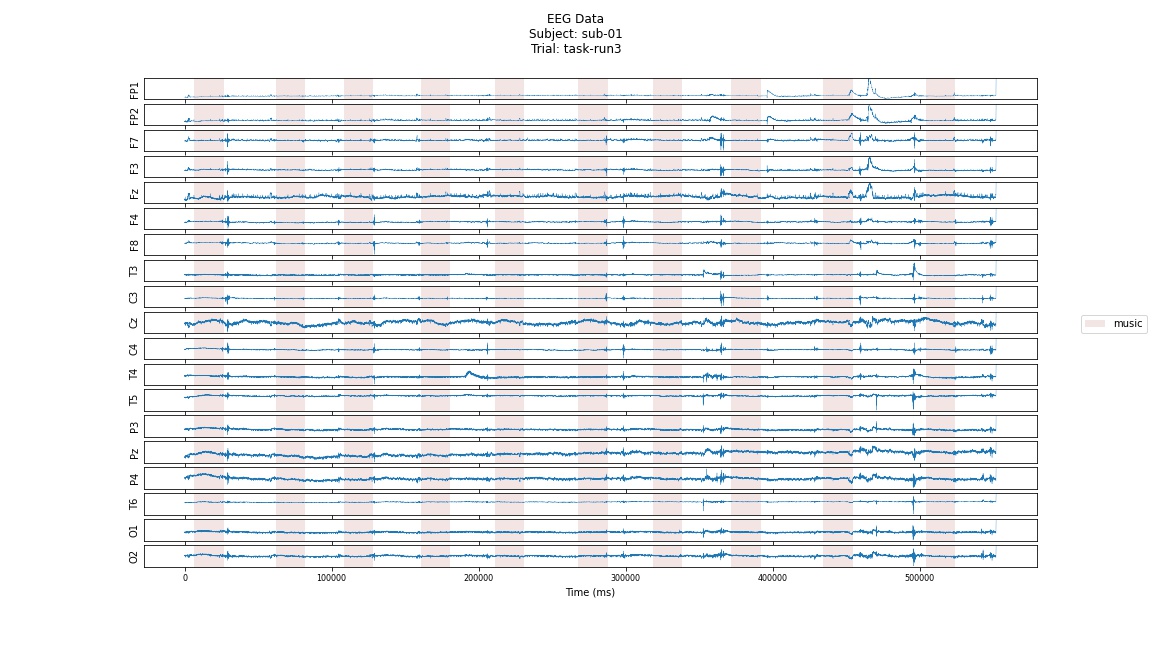 EEG Data
Subject: sub-01
Trial: task-run3
FP1
FP2
F7
F3
Fz
F4
F8
T3
C3
Cz
C4
T4
T5
P3
Pz
P4
T6
O1
O2
music
0 100000 200000 300000 400000 500000
Time (ms)